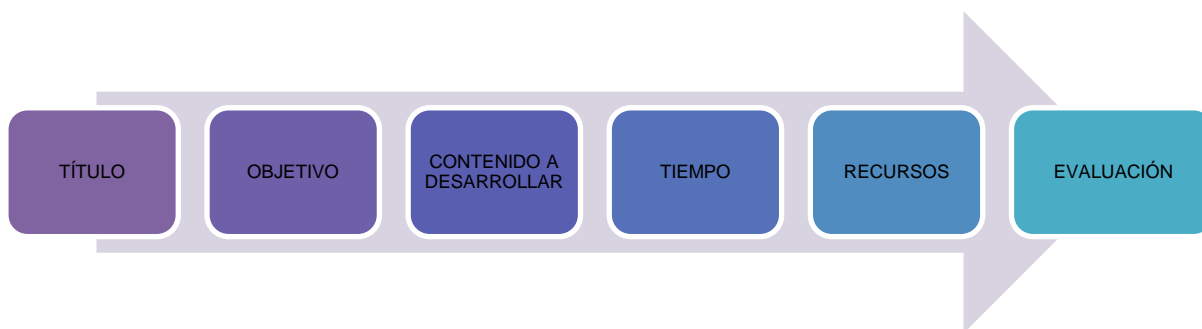 TÍTULO
OBJETIVO
CONTENIDO A
DESARROLLAR
TIEMPO
RECURSOS
EVALUACIÓN